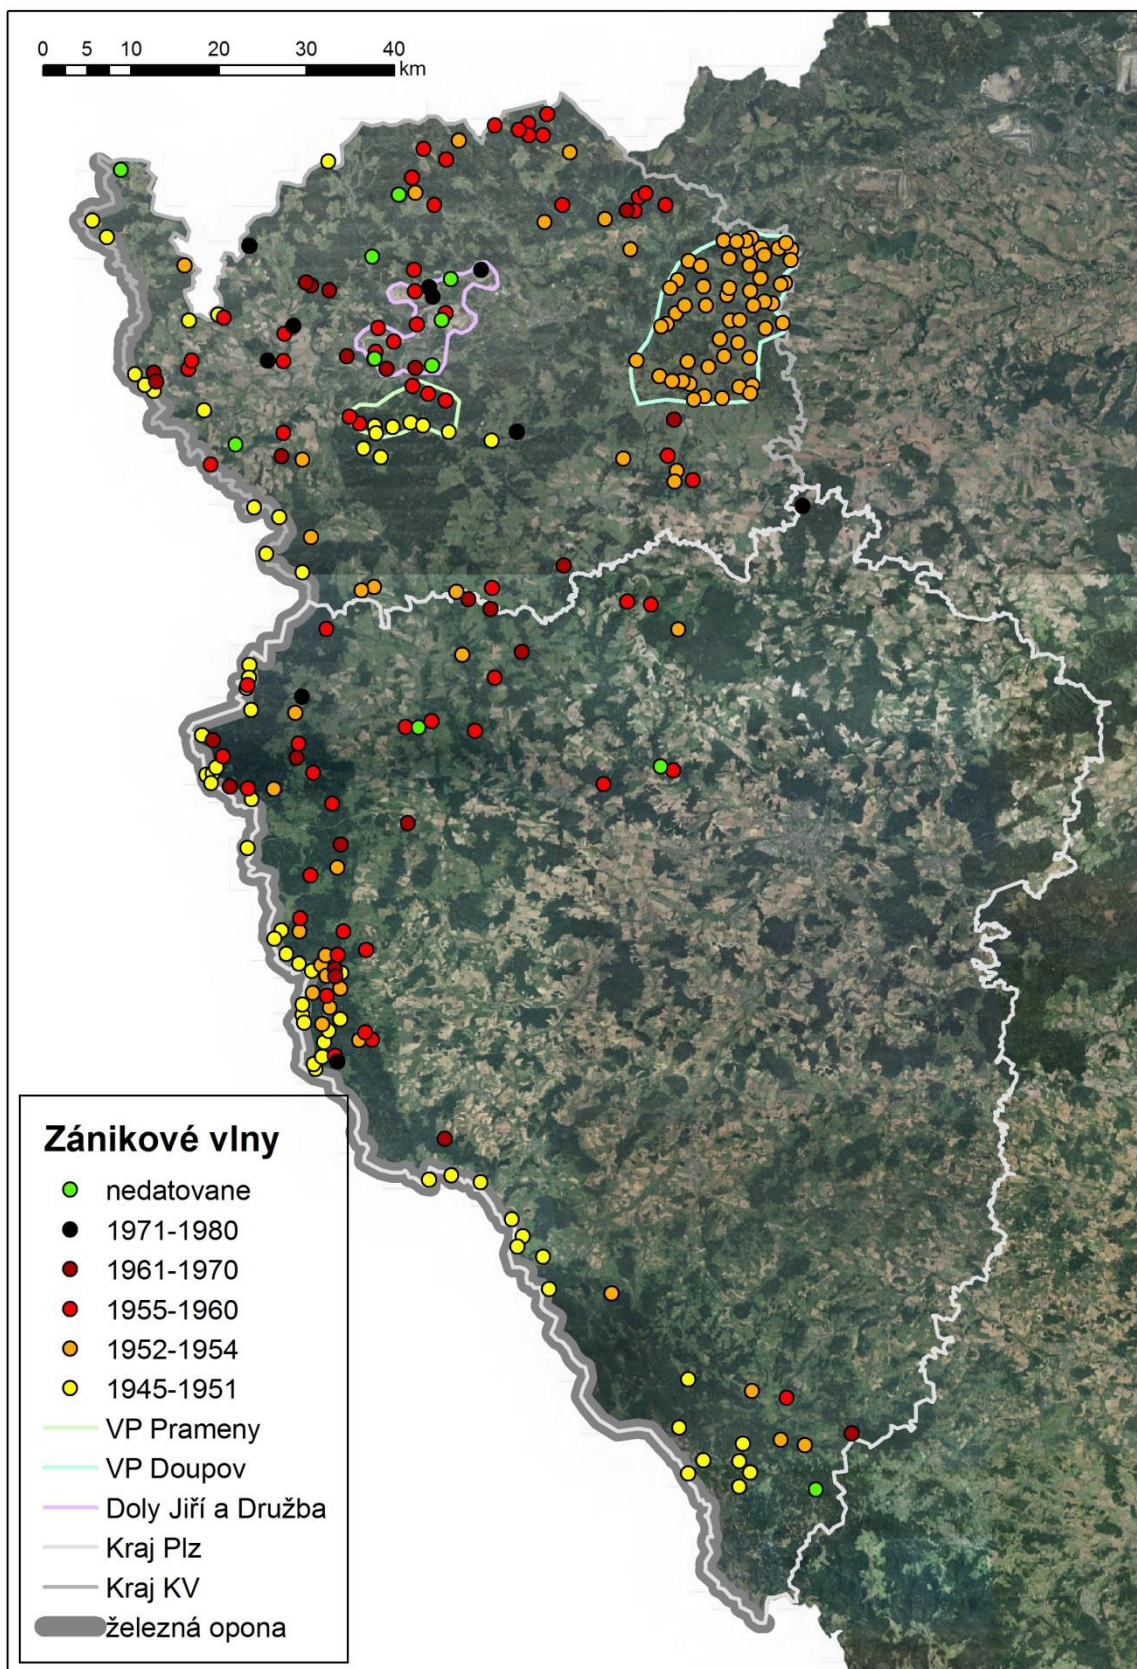 0 5 10 20 30 40
km
Zánikové vlny
nedatovane
1971-1980
1961-1970
1955-1960
1952-1954
1945-1951
VP Prameny
VP Doupov
Doly Jiří a Družba
Kraj Plz
Kraj KV
železná opona